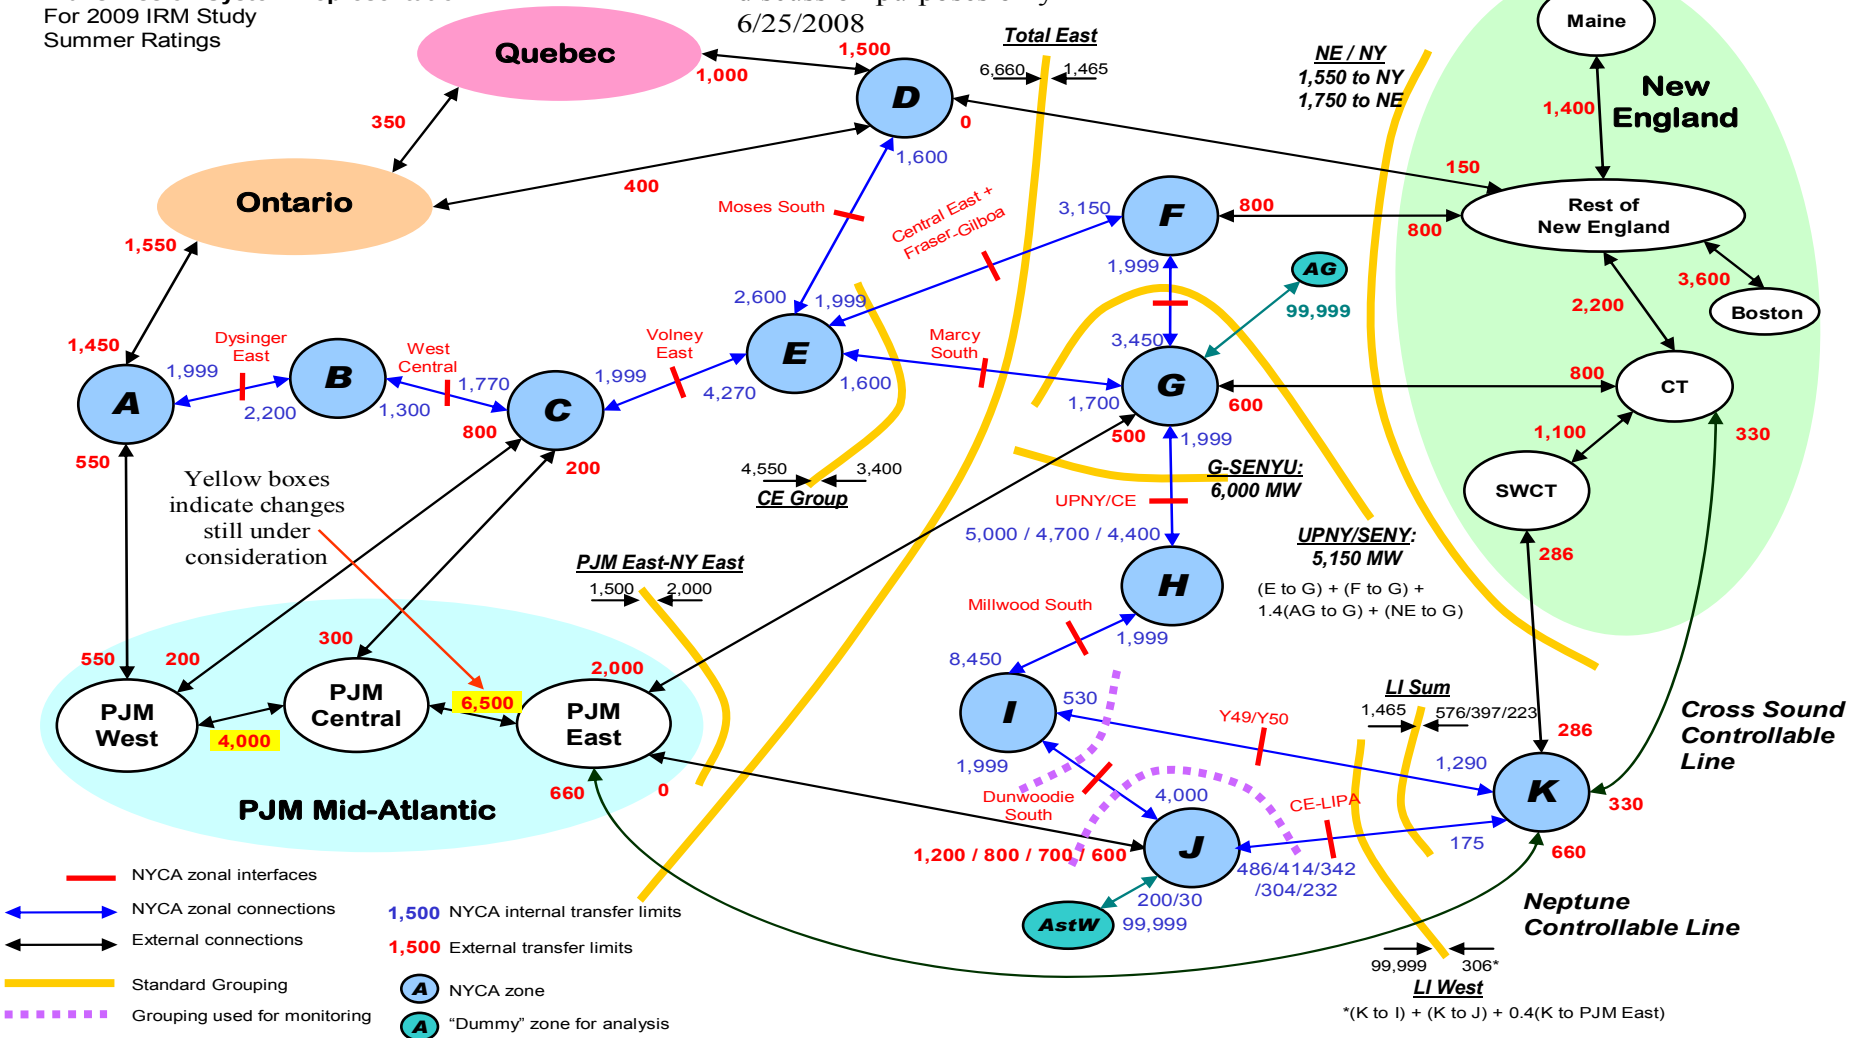 For 2009 IRM Study
Summer Ratings
6/25/2008
Quebec
1,000
1,500
D
0
Total East
6,660
1,465
NE / NY
1,550 to NY
1,750 to NE
Maine
New
England
1,400
350
400
Ontario
1,550
1,600
Moses South
Central East +
Fraser-Gilboa
3,150
F
800
800
150
Rest of
New England
3,600
Boston
2,200
1,999
AG
99,999
2,600
1,999
E
1,600
Volney
East
Marcy
South
3,450
G
1,700
600
800
CT
1,450
1,999
A
Dysinger
East
2,200
B
West
Central
1,300
1,770
C
1,999
4,270
800
200
500
1,999
550
1,100
330
SWCT
286
4,550
3,400
CE Group
G-SENYU:
6,000 MW
UPNY/CE
5,000 / 4,700 / 4,400
UPNY/SENY:
5,150 MW
(E to G) + (F to G) +
1.4(AG to G) + (NE to G)
Yellow boxes
indicate changes
still under
consideration
PJM East-NY East
1,500
2,000
H
Millwood South
1,999
8,450
550
200
300
2,000
PJM
West
4,000
PJM
Central
6,500
PJM
East
660
0
PJM Mid-Atlantic
I
530
1,999
Y49/Y50
LI Sum
1,465
576/397/223
1,290
286
K
330
Cross Sound
Controllable
Line
Dunwoodie
South
4,000
CE-LIPA
175
660
1,200 / 800 / 700 / 600
J
486/414/342
/304/232
200/30
AstW
99,999
Neptune
Controllable Line
99,999
306*
LI West
*(K to I) + (K to J) + 0.4(K to PJM East)
NYCA zonal interfaces
NYCA zonal connections
External connections
Standard Grouping
Grouping used for monitoring
1,500 NYCA internal transfer limits
1,500 External transfer limits
A NYCA zone
A "Dummy" zone for analysis